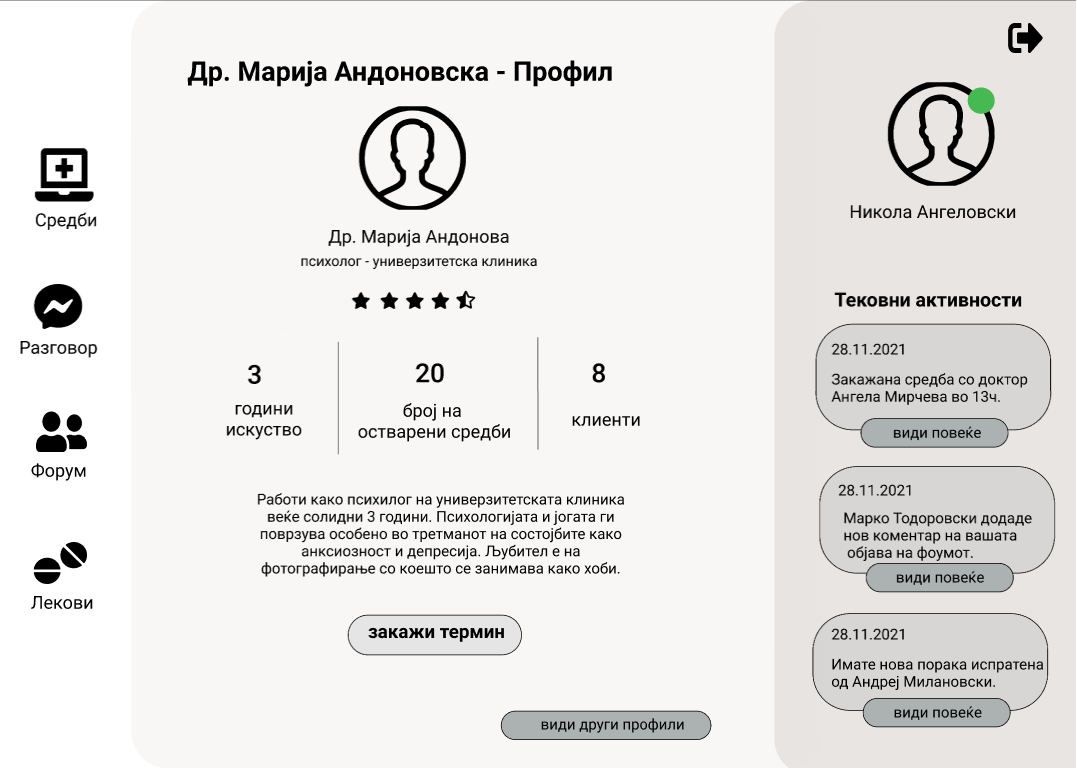 Средби
Разговор
Форум
Лекови
Др. Марија Андоновска - Профил
Др. Марија Андонова
психолог - универзитетска клиника
3
години
искуство
20
број на
остварени средби
8
клиенти
Работи како психилог на универзитетската клиника
веќе солидни 3 години. Психологијата и јогата ги
поврзува особено во третманот на состојбите како
анксиозност и депресија. Љубител е на
фотографирање со коешто се занимава како хоби.
закажи термин
види други профили
Никола Ангеловски
Тековни активности
28.11.2021
Закажана средба со доктор
Ангела Мирчева во 13ч.
види повеќе
28.11.2021
Марко Тодоровски додаде
нов коментар на вашата
објава на фоумот.
види повеќе
28.11.2021
Имате нова порака испратена
од Андреј Милановски.
види повеќе